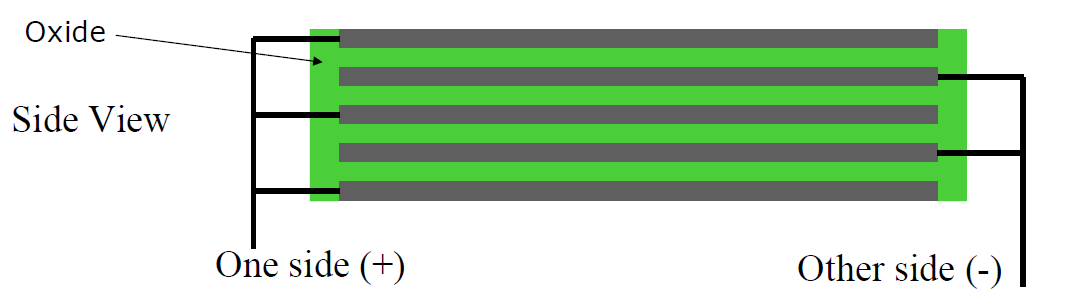 Oxide
Side View
One side (+)
Other side (-)